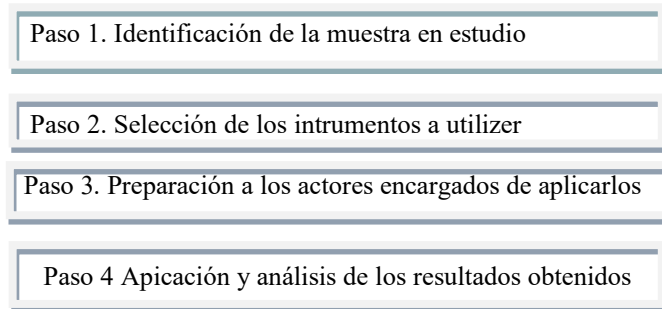 Paso 1. Identificación de la muestra en estudio
Paso 2. Selección de los intrumentos a utilizer
Paso 3. Preparación a los actores encargados de aplicarlos
Paso 4 Apicación y análisis de los resultados obtenidos